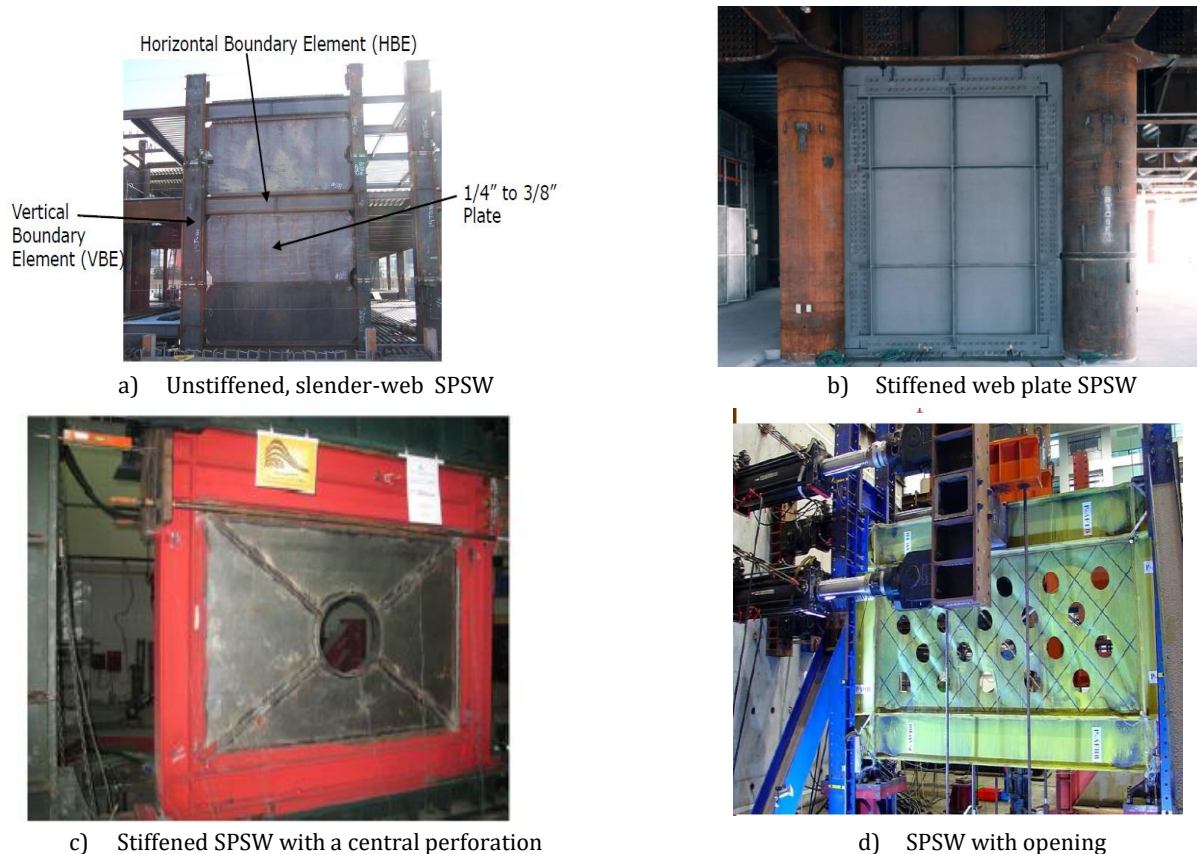 Horizontal Boundary Element (HBE)
Vertical
Boundary
Element (VBE)
1/4″ to 3/8″
Plate
a) Unstiffened, slender-web SPSW
b) Stiffened web plate SPSW
c) Stiffened SPSW with a central perforation
d) SPSW with opening